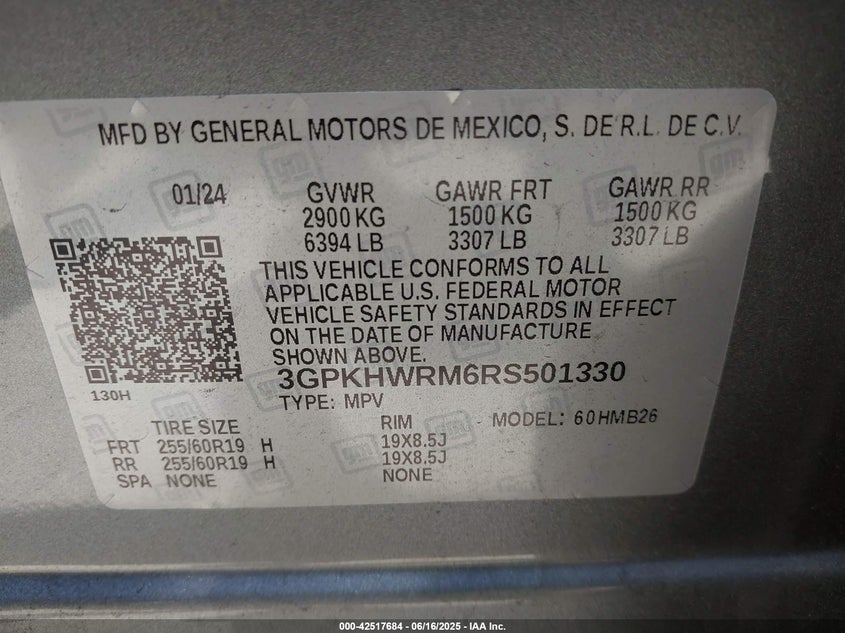 MFD BY GENERAL MOTORS DE MEXICO, S. DE R.L. DE C.V.
01/24 GVWR GAWR FRT GAWR RR
2900 KG 1500 KG 1500 KG
6394 LB 3307 LB 3307 LB
THIS VEHICLE CONFORMS TO ALL
APPLICABLE U.S. FEDERAL MOTOR
VEHICLE SAFETY STANDARDS IN EFFECT
ON THE DATE OF MANUFACTURE
SHOWN ABOVE.
3GPKHWRM6RS501330
130H
TYPE: MPV
TIRE SIZE RIM MODEL: 60HMB26
FRT 255/60R19 H 19X8.5J
RR 255/60R19 H 19X8.5J
SPA NONE NONE
000-42517684 - 06/16/2025 - IAA Inc.